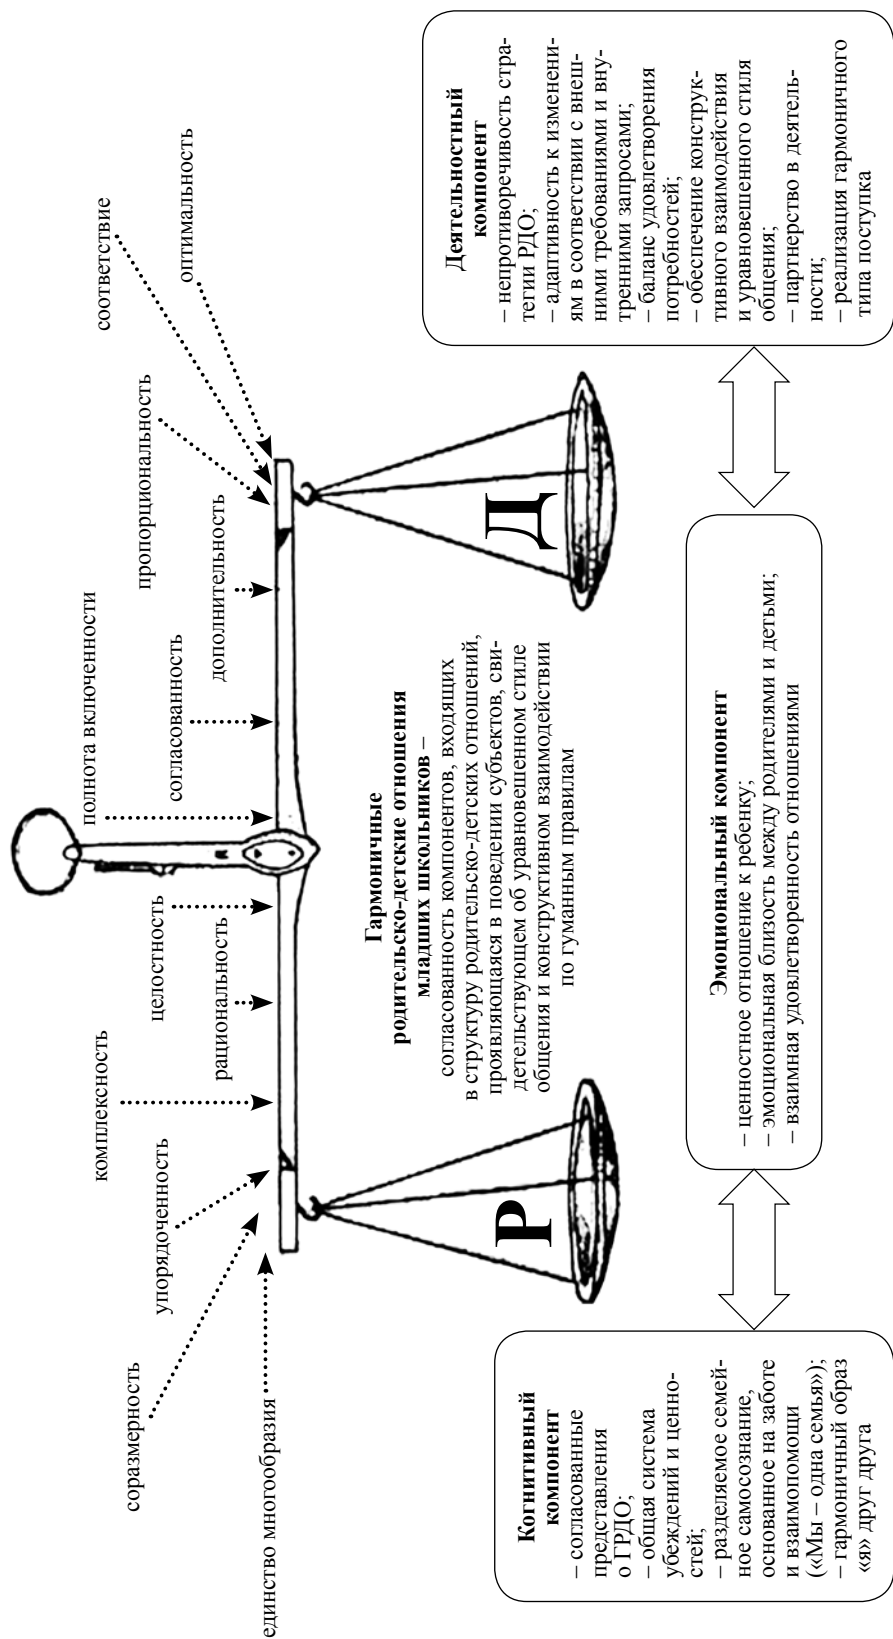 соразмерность
единство многообразия
упорядоченность
комплексность
рациональность
целостность
полнота включенности
согласованность
дополнительность
пропорциональность
соответствие
оптимальность
Р
Д
Гармоничные
родительско-детские отношения
младших школьников –
согласованность компонентов, входящих
в структуру родительско-детских отношений,
проявляющаяся в поведении субъектов, сви-
детельствующем об уравновешенном стиле
общения и конструктивном взаимодействии
по гуманным правилам
Когнитивный
компонент
– согласованные
представления
о ГРДО;
– общая система
убеждений и ценно-
стей;
– разделяемое семей-
ное самосознание,
основанное на заботе
и взаимопомощи
(«Мы – одна семья»);
– гармоничный образ
«я» друг друга
Эмоциональный компонент
– ценностное отношение к ребенку;
– эмоциональная близость между родителями и детьми;
– взаимная удовлетворенность отношениями
Деятельностный
компонент
– непротиворечивость стра-
тегии РДО;
– адаптивность к изменени-
ям в соответствии с внеш-
ними требованиями и вну-
тренними запросами;
– баланс удовлетворения
потребностей;
– обеспечение конструк-
тивного взаимодействия
и уравновешенного стиля
общения;
– партнерство в деятель-
ности;
– реализация гармоничного
типа поступка